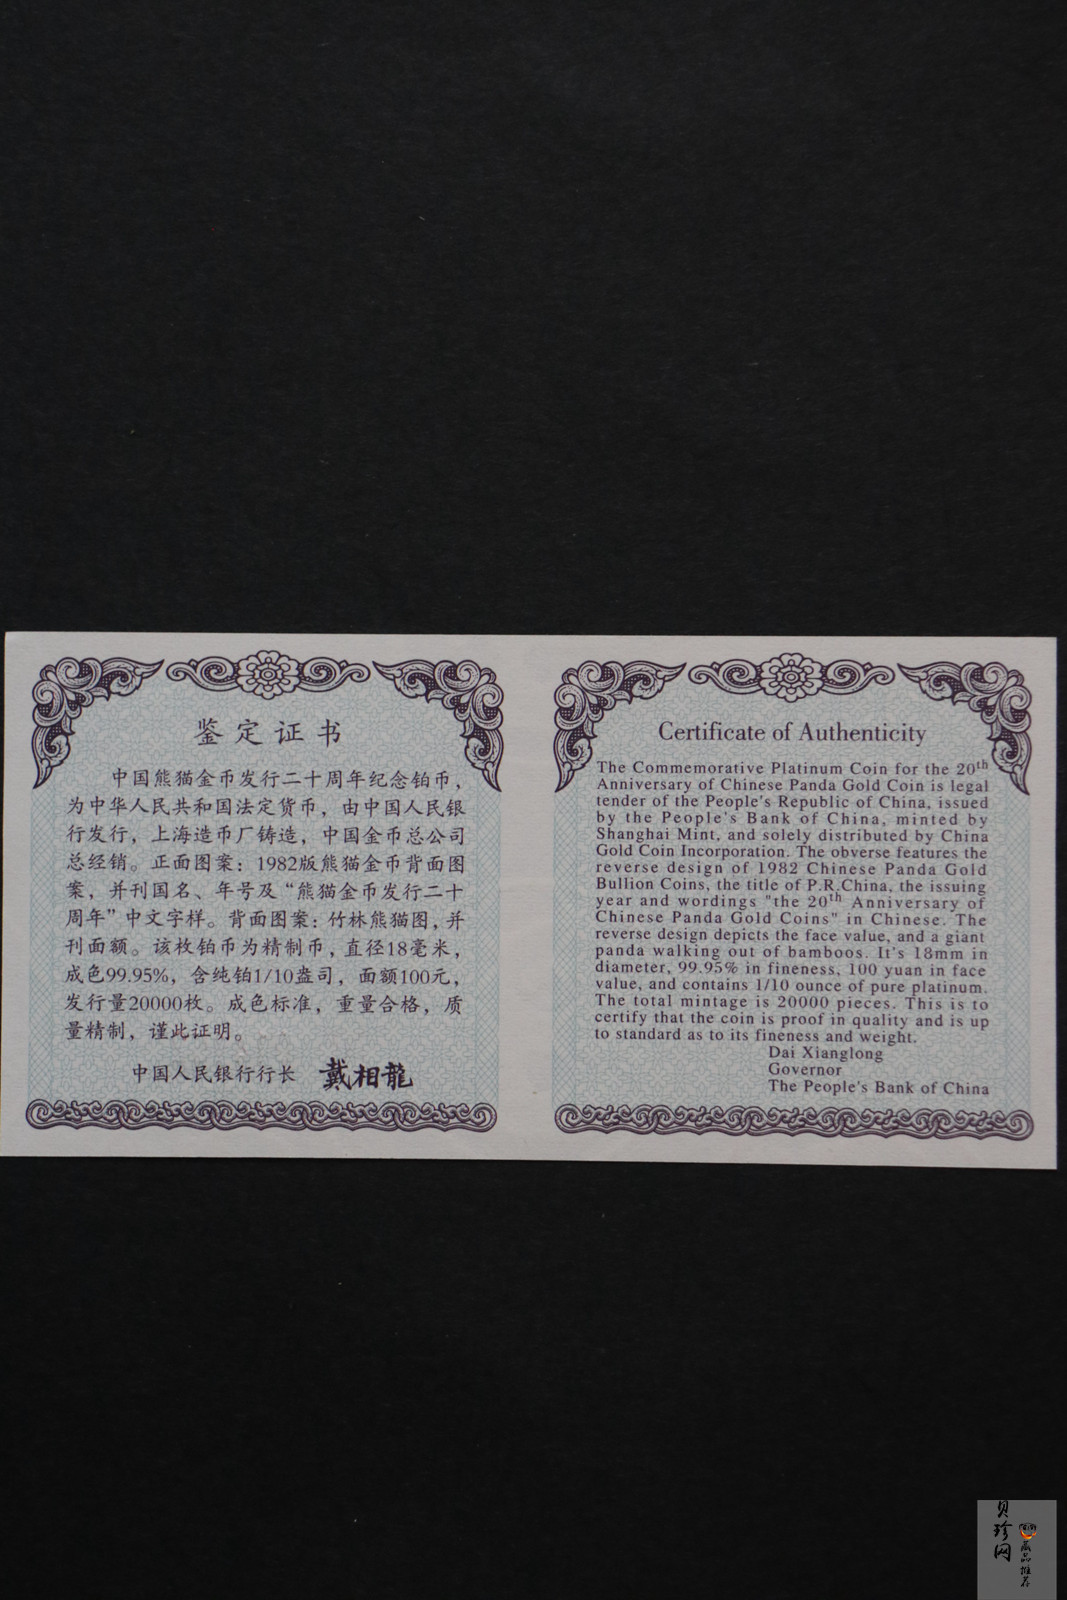 鉴定证书
中国熊猫金币发行二十周年纪念铂币，
为中华人民共和国法定货币，由中国人民银
行发行，上海造币厂铸造，中国金币总公司
总经销。正面图案：1982版熊猫金币背面图
案，并刊国名、年号及“熊猫金币发行二十
周年”中文字样。背面图案：竹林熊猫图，并
刊面额。该枚铂币为精制币，直径18毫米，
成色99.95%，含纯铂1/10盎司，面额100元，
发行量20000枚。成色标准，重量合格，质
量精制，谨此证明。
中国人民银行行长 戴相龍
Certificate of Authenticity
The Commemorative Platinum Coin for the 20th
Anniversary of Chinese Panda Gold Coin is legal
tender of the People's Republic of China, issued
by the People's Bank of China, minted by
Shanghai Mint, and solely distributed by China
Gold Coin Incorporation. The obverse features the
reverse design of 1982 Chinese Panda Gold
Bullion Coins, the title of P.R.China, the issuing
year and wordings "the 20th Anniversary of
Chinese Panda Gold Coins" in Chinese. The
reverse design depicts the face value, and a giant
panda walking out of bamboos. It's 18mm in
diameter, 99.95% in fineness, 100 yuan in face
value, and contains 1/10 ounce of pure platinum.
The total mintage is 20000 pieces. This is to
certify that the coin is proof in quality and is up
to standard as to its fineness and weight.
Dai Xianglong
Governor
The People's Bank of China
贝珍网
藏品推荐